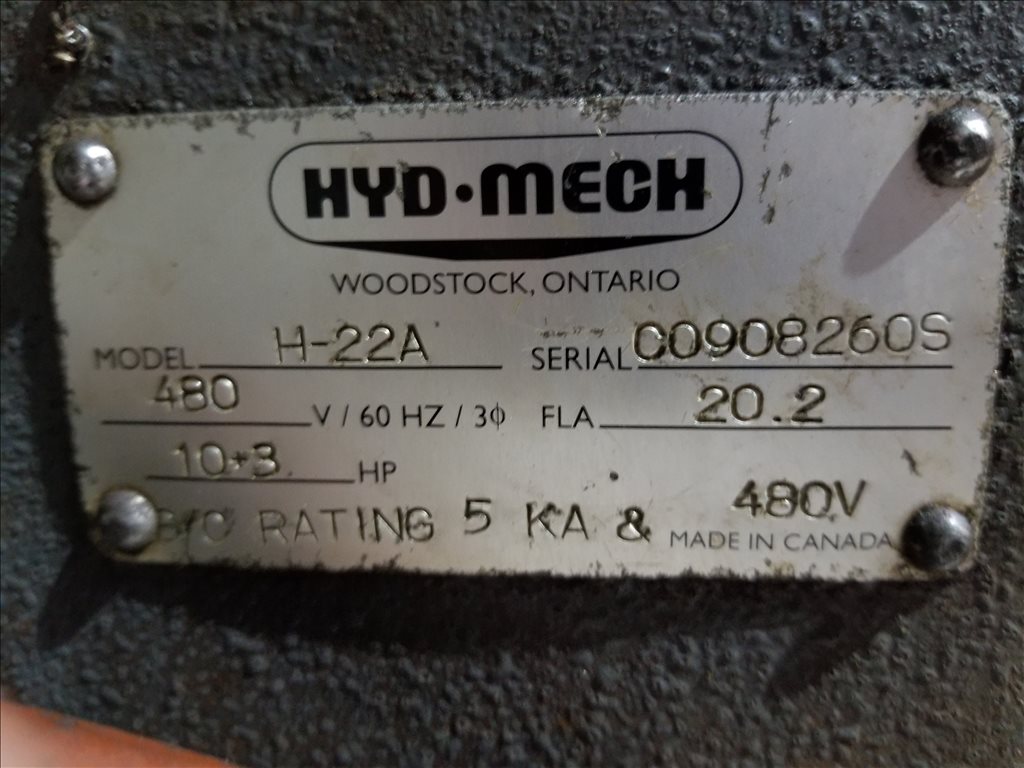 HYD·MECH
WOODSTOCK, ONTARIO
MODEL H-22A SERIAL C0908260S
480 V / 60 HZ / 3φ FLA 20.2
10+3 HP
RATING 5 KA & 480V
MADE IN CANADA